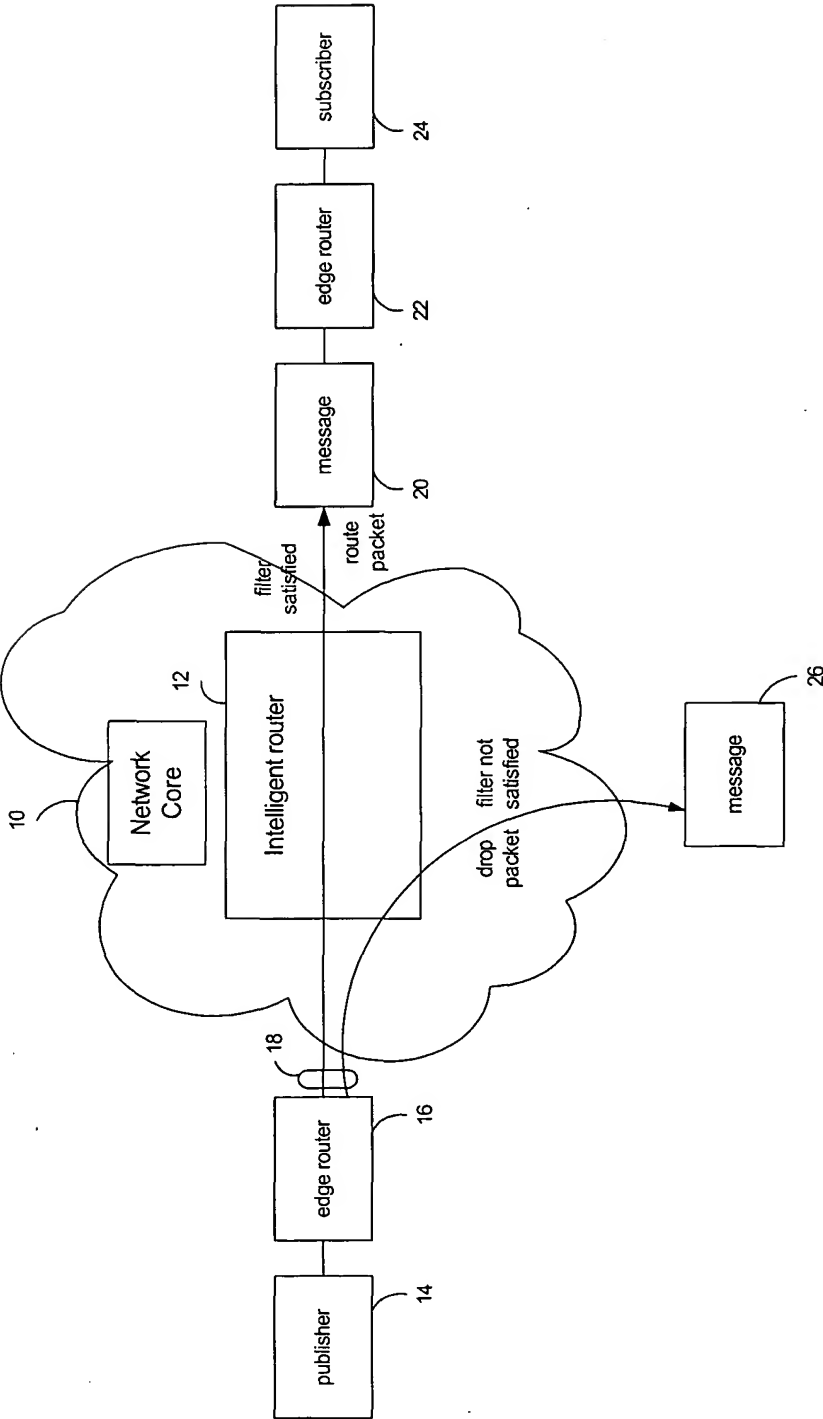 10
Network
Core
12
Intelligent router
filter
satisfied
route
packet
18
publisher
14
edge router
16
message
20
edge router
22
subscriber
24
drop
packet
filter not
satisfied
message
26